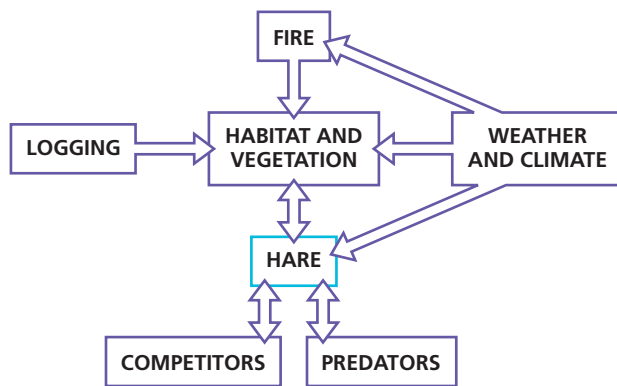 FIRE
LOGGING
HABITAT AND
VEGETATION
WEATHER
AND CLIMATE
HARE
COMPETITORS
PREDATORS